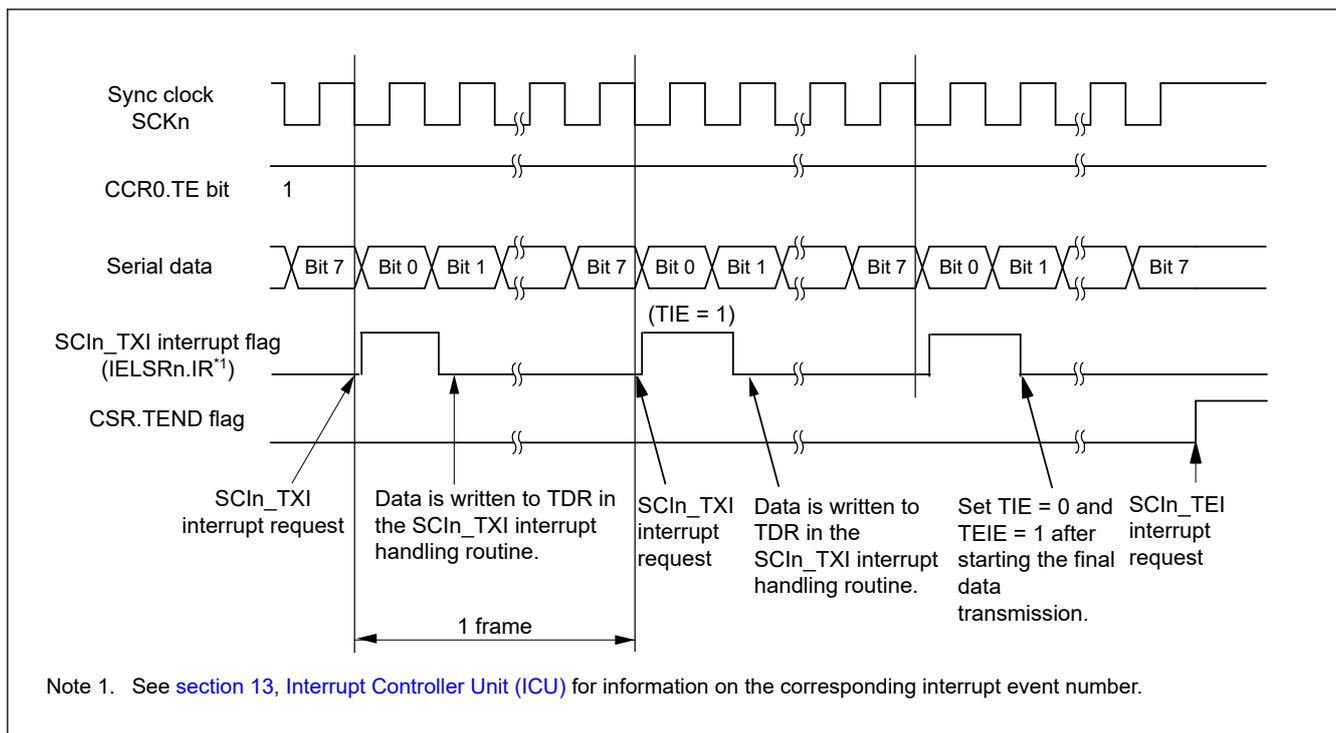 Sync clock
SCKn
CCR0.TE bit 1
Serial data
Bit 7 Bit 0 Bit 1 Bit 7 Bit 0 Bit 1 Bit 7 Bit 0 Bit 1 Bit 7
(TIE = 1)
SCIn_TXI interrupt flag
(IELSRn.IR*1)
CSR.TEND flag
SCIn_TXI
interrupt request
Data is written to TDR in
the SCIn_TXI interrupt
handling routine.
SCIn_TXI
interrupt
request
Data is written to
TDR in the
SCIn_TXI interrupt
handling routine.
Set TIE = 0 and
TEIE = 1 after
starting the final
data
transmission.
SCIn_TEI
interrupt
request
1 frame
Note 1. See section 13, Interrupt Controller Unit (ICU) for information on the corresponding interrupt event number.